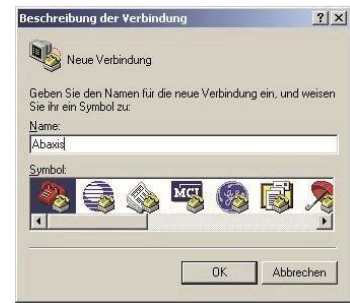 Beschreibung der Verbindung
Neue Verbindung
Geben Sie den Namen für die neue Verbindung ein, und weisen
Sie ihr ein Symbol zu:
Name:
Abaxis
Symbol:
MCI
OK Abbrechen